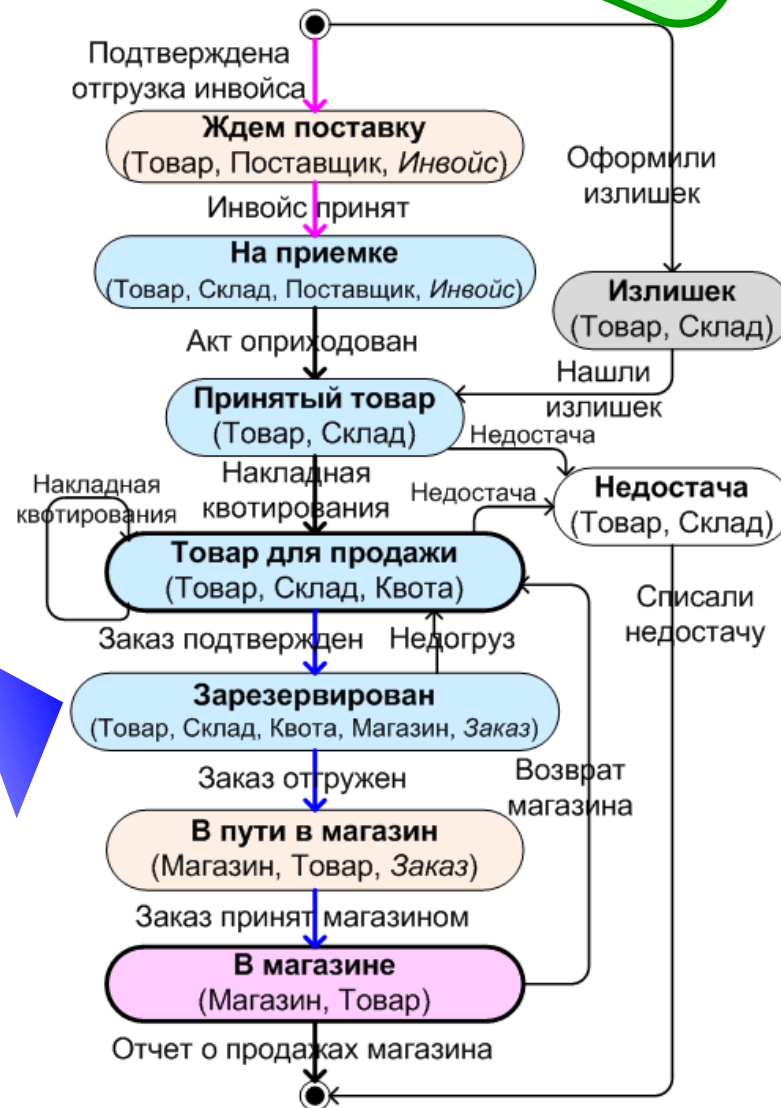 Подтверждена
отгрузка инвойса
Ждем поставку
(Товар, Поставщик, Инвойс)
Оформили
излишек
Инвойс принят
На приемке
(Товар, Склад, Поставщик, Инвойс)
Излишек
(Товар, Склад)
Акт оприходован
Нашли
излишек
Принятый товар
(Товар, Склад)
Недостача
Накладная
квотирования
Накладная
квотирования
Недостача
Недостача
(Товар, Склад)
Товар для продажи
(Товар, Склад, Квота)
Списали
недостачу
Заказ подтвержден
Недогруз
Зарезервирован
(Товар, Склад, Квота, Магазин, Заказ)
Заказ отгружен
Возврат
магазина
В пути в магазин
(Магазин, Товар, Заказ)
Заказ принят магазином
В магазине
(Магазин, Товар)
Отчет о продажах магазина